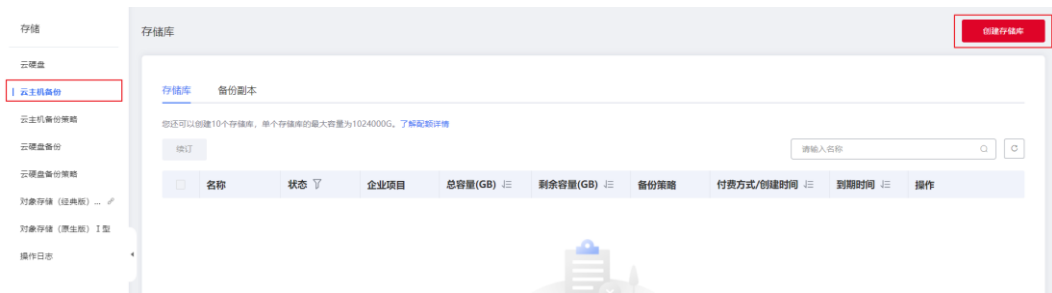 存储
云硬盘
云主机备份
云主机备份策略
云硬盘备份
云硬盘备份策略
对象存储（经典版）...
对象存储（原生版）Ⅰ型
操作日志
存储库
创建存储库
存储库 备份副本
您还可以创建10个存储库，单个存储库的最大容量为1024000G。了解配额详情
续订
请输入名称
名称 状态 企业项目 总容量(GB) 剩余容量(GB) 备份策略 付费方式/创建时间 到期时间 操作